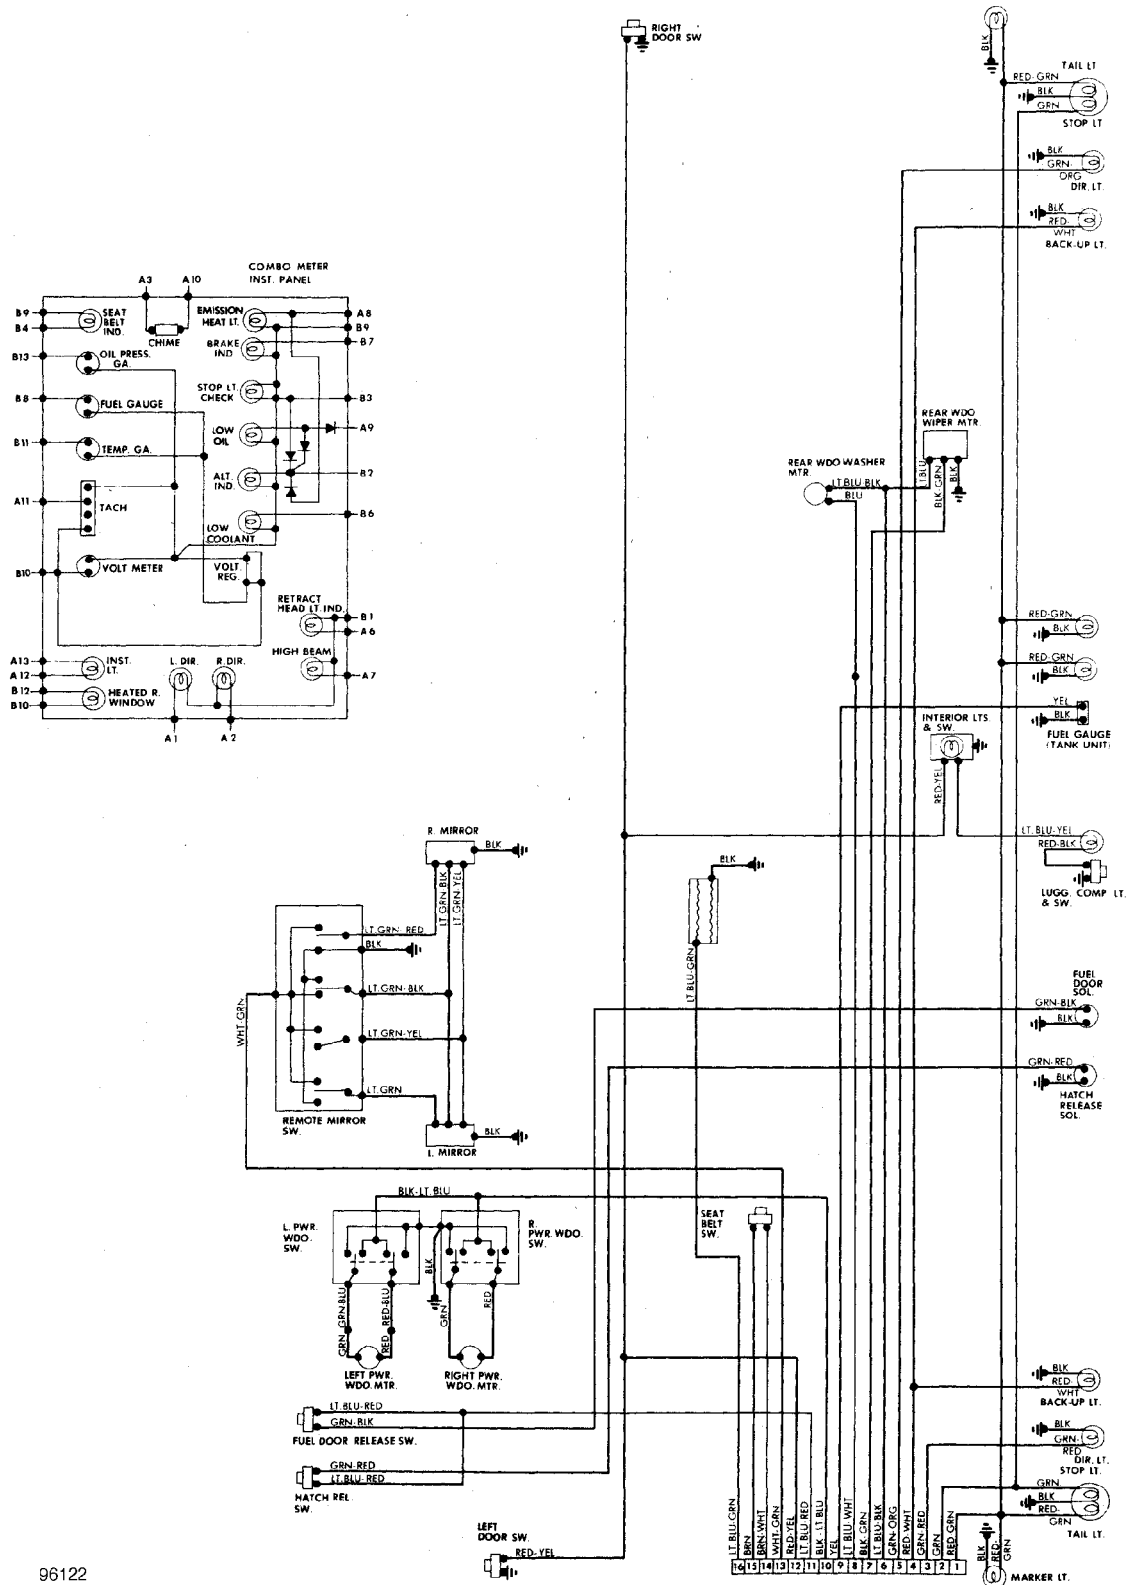 RIGHT
DOOR SW
BLK
TAIL LT
RED-GRN
BLK
GRN
STOP LT
BLK
GRN-
ORG
DIR. LT.
BLK
RED-
WHT
BACK-UP LT.
COMBO METER
INST. PANEL
A3
A10
B9
B4
SEAT
BELT
IND.
CHIME
EMISSION
HEAT LT.
A8
B9
BRAKE
IND
B7
B13
OIL PRESS.
GA.
STOP LT.
CHECK
B3
B8
FUEL GAUGE
LOW
OIL
A9
B11
TEMP. GA.
ALT.
IND.
B2
A11
TACH
LOW
COOLANT
B6
B10
VOLT METER
VOLT.
REG.
RETRACT
HEAD LT. IND.
B1
A6
HIGH BEAM
A7
A13
A12
INST.
LT.
L. DIR.
R. DIR.
B12
B10
HEATED R.
WINDOW
A1
A2
REAR WDO
WIPER MTR.
REAR WDO WASHER
MTR.
LT.BLU-BLK
BLU
LT.BLU
BLK-GRN
BLK
RED-GRN
BLK
RED-GRN
BLK
YEL
BLK
FUEL GAUGE
(TANK UNIT)
INTERIOR LTS.
& SW.
RED-YEL
LT.BLU-YEL
RED-BLK
LUGG. COMP LT.
& SW.
R. MIRROR
BLK
LT GRN-BLK
LT GRN-YEL
LT.GRN-RED
BLK
LT.GRN-BLK
LT GRN-YEL
LT.GRN
WHT-GRN
REMOTE MIRROR
SW.
BLK
L. MIRROR
BLK
LT BLU-GRN
FUEL
DOOR
SOL.
GRN-BLK
BLK
GRN-RED
BLK
HATCH
RELEASE
SOL.
BLK-LT.BLU
L. PWR.
WDO.
SW.
R.
PWR. WDO.
SW.
BLK
GRN-BLU
GRN
RED-BLU
RED
GRN
RED
LEFT PWR.
WDO. MTR.
RIGHT PWR.
WDO. MTR.
SEAT
BELT
SW.
LT.BLU-RED
GRN-BLK
FUEL DOOR RELEASE SW.
GRN-RED
LT.BLU-RED
HATCH REL.
SW.
LEFT
DOOR SW.
RED-YEL
BLK
RED-
WHT
BACK-UP LT.
BLK
GRN-
RED
DIR. LT.
STOP LT.
GRN
BLK
RED-
GRN
TAIL LT.
LT BLU-GRN
BRN
BRN-WHT
WHT-GRN
RED-YEL
LT.BLU-RED
BLK-LT BLU
YEL
LT BLU-WHT
BLK-GRN
LT.BLU-BLK
GRN-ORG
RED-WHT
GRN-RED
GRN
RED-GRN
BLK
RED-
GRN
16 15 14 13 12 11 10 9 8 7 6 5 4 3 2 1
MARKER LT.
96122